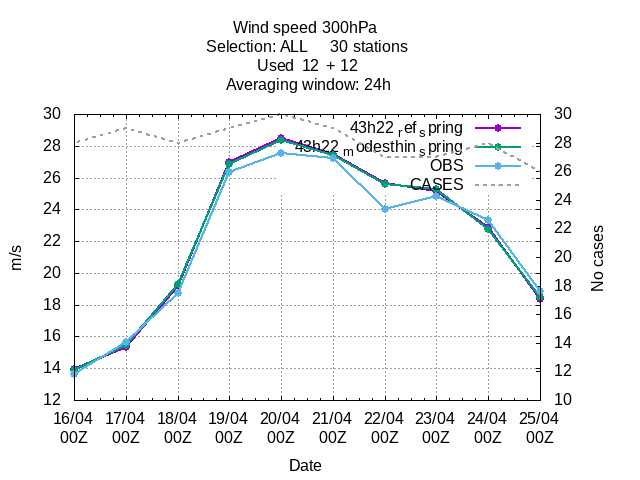 Wind speed 300hPa
Selection: ALL 30 stations
Used 12 + 12
Averaging window: 24h
30 30
43h22 ref spring
28 28
43h22 modesthin spring
OBS
26 26
CASES
24 24
22 22
20 20
18 18
16 16
14 14
12 12
10
m/s
No cases
16/04 17/04 18/04 19/04 20/04 21/04 22/04 23/04 24/04 25/04
00Z 00Z 00Z 00Z 00Z 00Z 00Z 00Z 00Z 00Z
Date